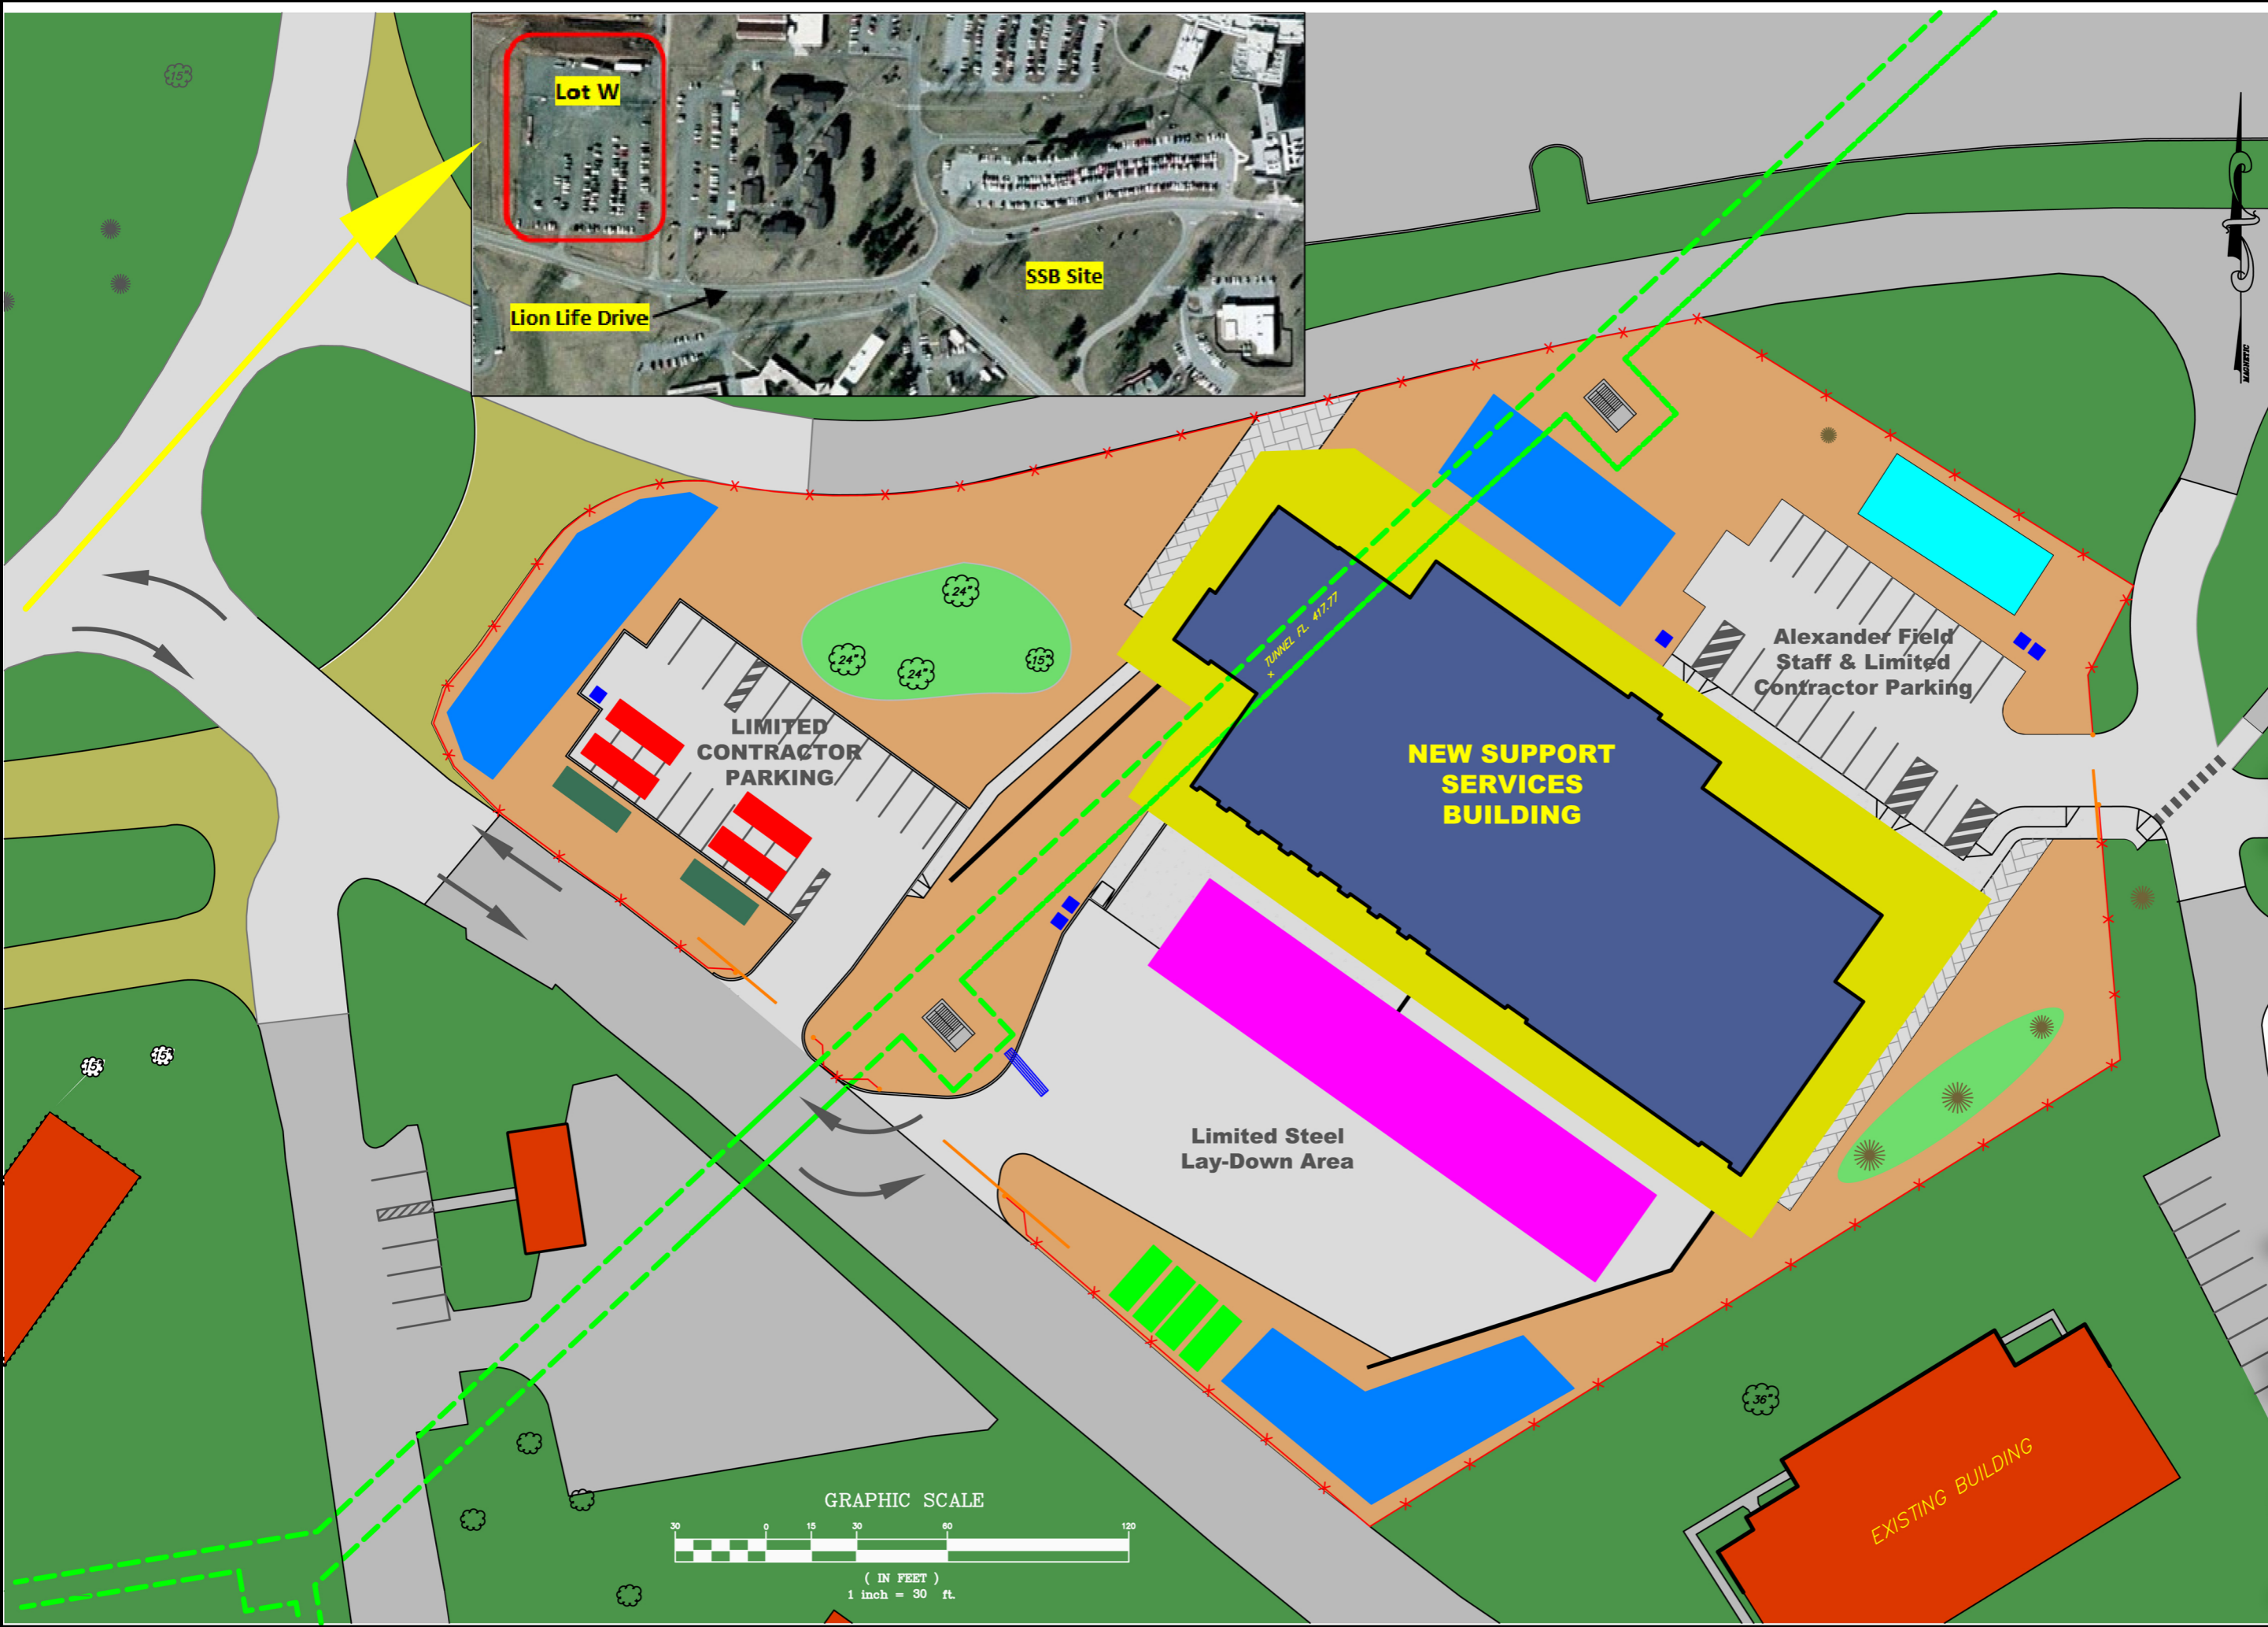 15"
Lot W
SSB Site
Lion Life Drive
MAGNETIC
24"
24"
24"
15"
TUNNEL FL. 417.77
LIMITED
CONTRACTOR
PARKING
Alexander Field
Staff & Limited
Contractor Parking
NEW SUPPORT
SERVICES
BUILDING
15"
15"
Limited Steel
Lay-Down Area
36"
EXISTING BUILDING
GRAPHIC SCALE
30 0 15 30 60 120
( IN FEET )
1 inch = 30 ft.